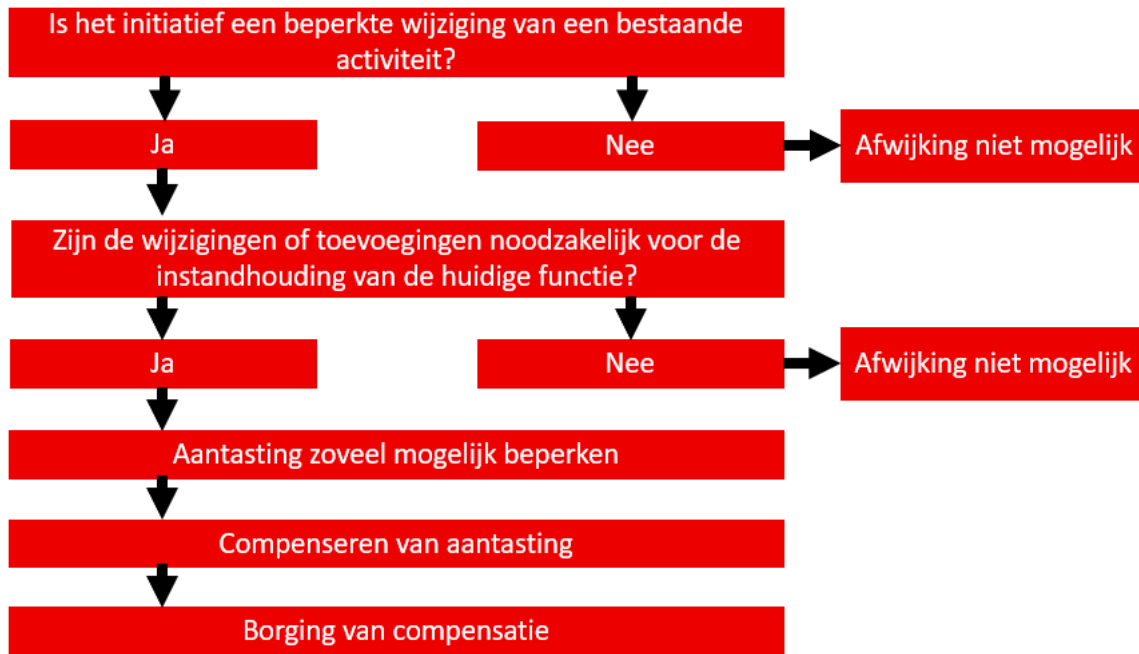 Is het initiatief een beperkte wijziging van een bestaande
activiteit?
Ja
Nee
Afwijking niet mogelijk
Zijn de wijzigingen of toevoegingen noodzakelijk voor de
instandhouding van de huidige functie?
Ja
Nee
Afwijking niet mogelijk
Aantasting zoveel mogelijk beperken
Compenseren van aantasting
Borging van compensatie